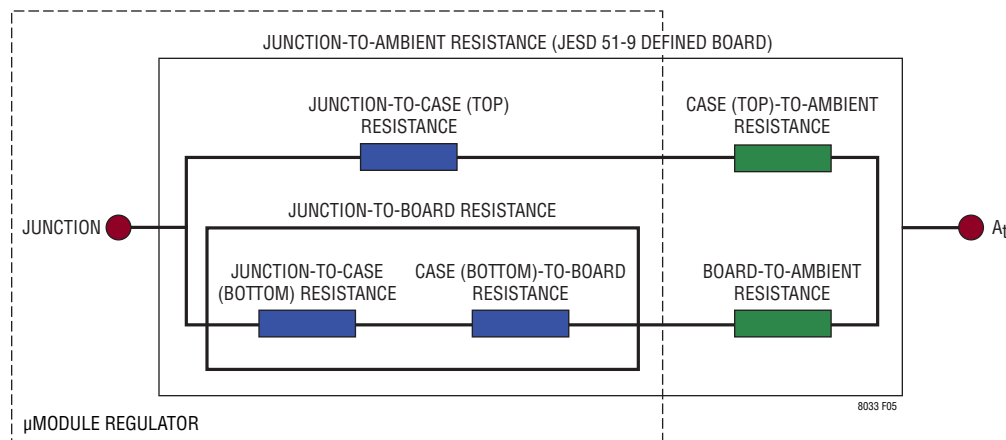 JUNCTION-TO-AMBIENT RESISTANCE (JESD 51-9 DEFINED BOARD)
JUNCTION-TO-CASE (TOP)
RESISTANCE
CASE (TOP)-TO-AMBIENT
RESISTANCE
JUNCTION
JUNCTION-TO-BOARD RESISTANCE
At
JUNCTION-TO-CASE
(BOTTOM) RESISTANCE
CASE (BOTTOM)-TO-BOARD
RESISTANCE
BOARD-TO-AMBIENT
RESISTANCE
8033 F05
µMODULE REGULATOR